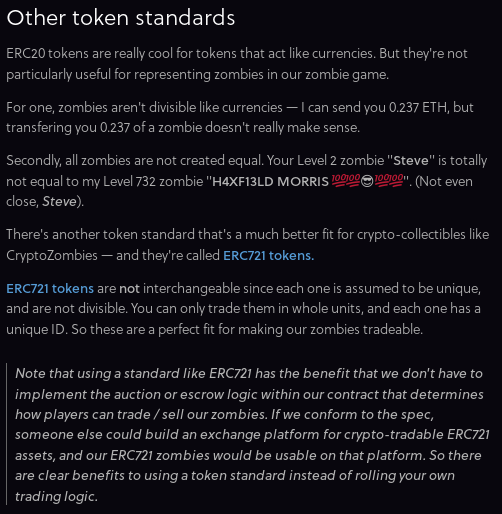 Other token standards
ERC20 tokens are really cool for tokens that act like currencies. But they're not
particularly useful for representing zombies in our zombie game.
For one, zombies aren't divisible like currencies — I can send you 0.237 ETH, but
transfering you 0.237 of a zombie doesn't really make sense.
Secondly, all zombies are not created equal. Your Level 2 zombie "Steve" is totally
not equal to my Level 732 zombie "H4XF13LD MORRIS 💯💯😎💯💯". (Not even
close, Steve).
There's another token standard that's a much better fit for crypto-collectibles like
CryptoZombies — and they're called ERC721 tokens.
ERC721 tokens are not interchangeable since each one is assumed to be unique,
and are not divisible. You can only trade them in whole units, and each one has a
unique ID. So these are a perfect fit for making our zombies tradeable.
Note that using a standard like ERC721 has the benefit that we don't have to
implement the auction or escrow logic within our contract that determines
how players can trade / sell our zombies. If we conform to the spec,
someone else could build an exchange platform for crypto-tradable ERC721
assets, and our ERC721 zombies would be usable on that platform. So there
are clear benefits to using a token standard instead of rolling your own
trading logic.